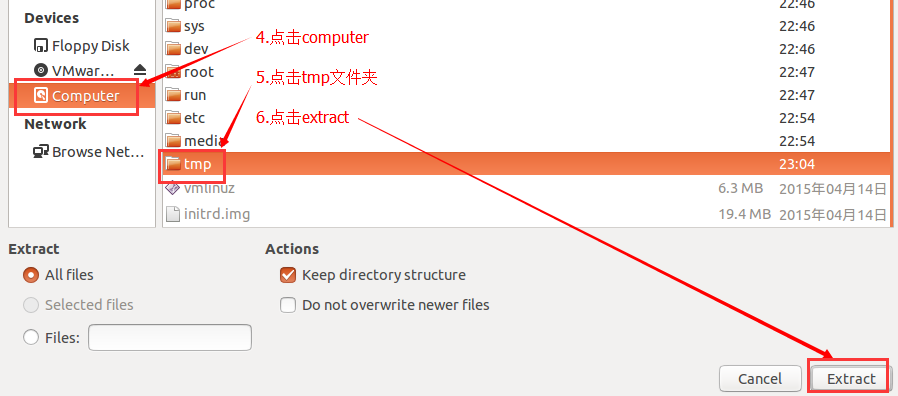 Devices
Floppy Disk
VMwar...
Computer
Network
Browse Net...
proc 22:46
sys 22:46
dev 22:46
root 22:47
run 22:47
etc 22:54
media 22:54
tmp 23:04
vmlinuz 6.3 MB 2015年04月14日
initrd.img 19.4 MB 2015年04月14日
4.点击computer
5.点击tmp文件夹
6.点击extract
Extract
All files
Selected files
Files:
Actions
Keep directory structure
Do not overwrite newer files
Cancel
Extract